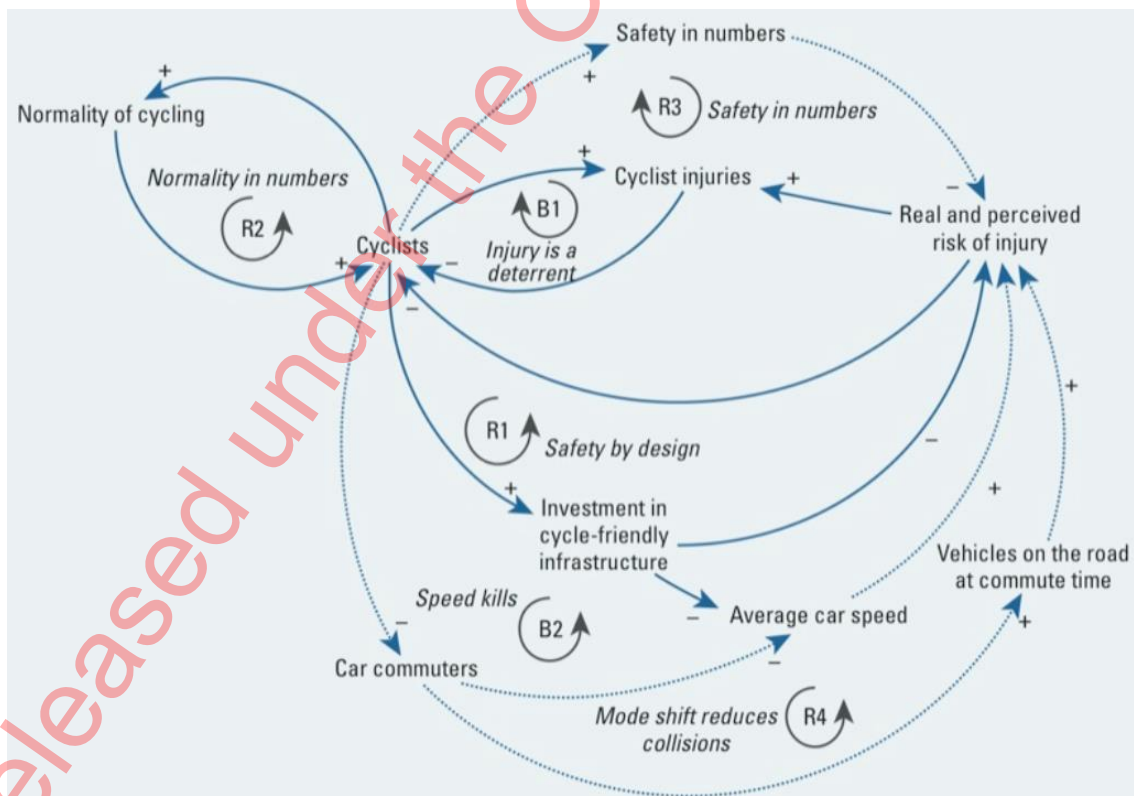 Safety in numbers
+
+
Normality of cycling
R3
Safety in numbers
+
Normality in numbers
Cyclist injuries
+
–
R2
B1
Real and perceived
risk of injury
Cyclists
Injury is a
deterrent
+
–
–
+
R1
Safety by design
–
+
+
Investment in
cycle-friendly
infrastructure
Vehicles on the road
at commute time
Speed kills
B2
–
–
Average car speed
+
–
Car commuters
Mode shift reduces
collisions
R4
eleased under the O